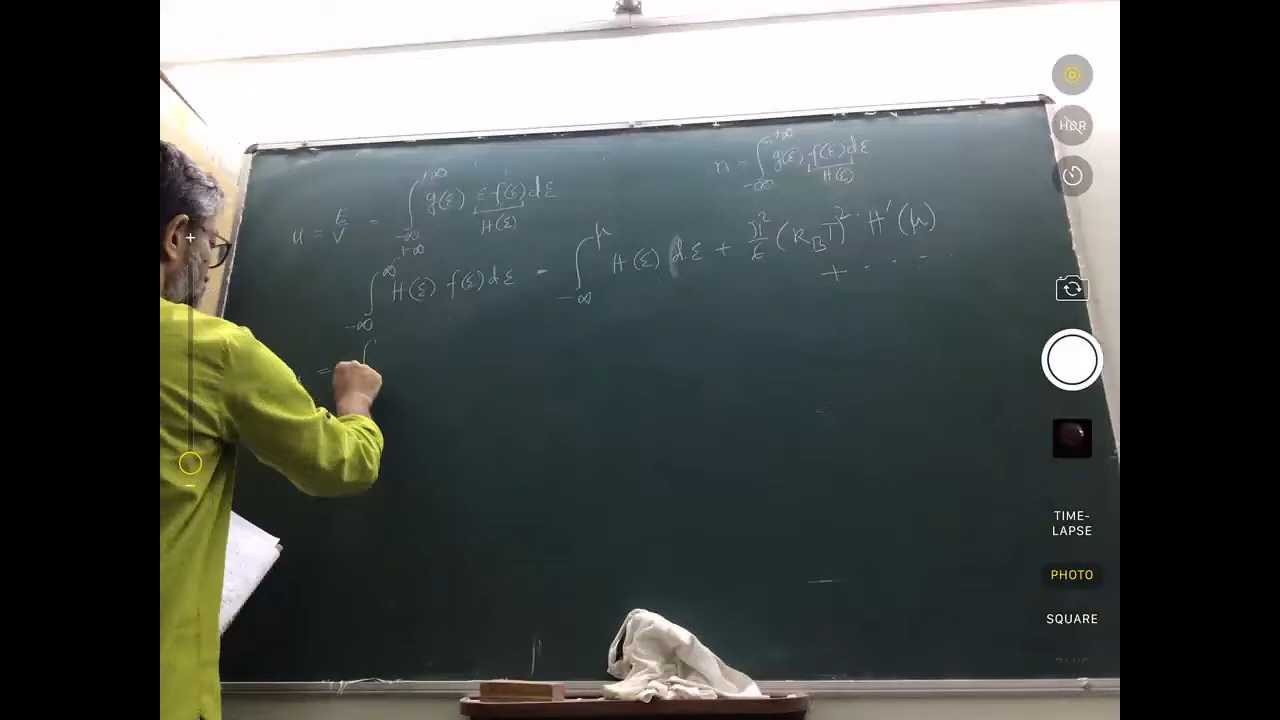 u = E/V = ∫_{-∞}^{+∞} g(ε) ε f(ε) dε
H(ε)
n = ∫_{-∞}^{+∞} g(ε) f(ε) dε
H(ε)
∫_{-∞}^{+∞} H(ε) f(ε) dε = ∫_{-∞}^{μ} H(ε) dε + π²/6 (k_B T)² · H′(μ)
+ · · · ·
= ∫
HDR
TIME-
LAPSE
PHOTO
SQUARE